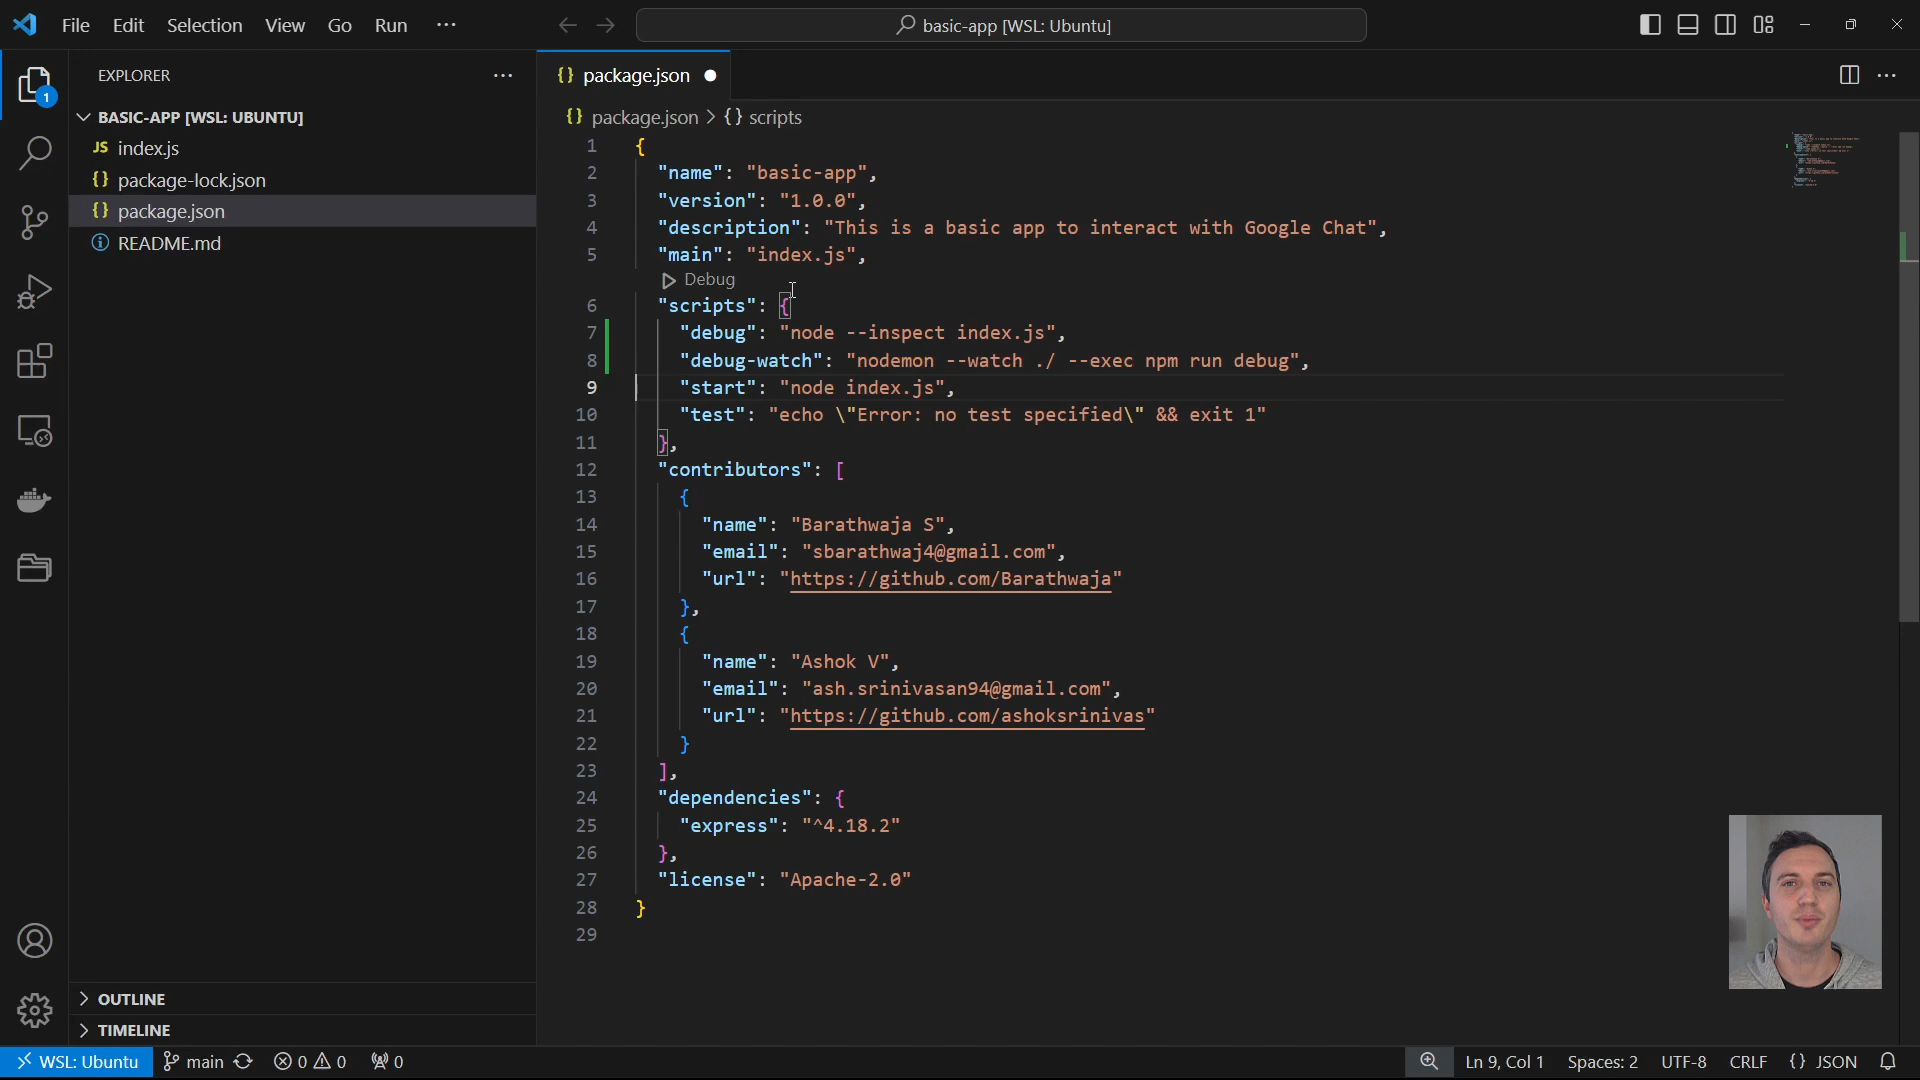 File Edit Selection View Go Run ···
basic-app [WSL: Ubuntu]
EXPLORER
1
BASIC-APP [WSL: UBUNTU]
JS index.js
{} package-lock.json
{} package.json
README.md
OUTLINE
TIMELINE
{} package.json
{} package.json > {} scripts
1 {
2 "name": "basic-app",
3 "version": "1.0.0",
4 "description": "This is a basic app to interact with Google Chat",
5 "main": "index.js",
Debug
6 "scripts": {
7 "debug": "node --inspect index.js",
8 "debug-watch": "nodemon --watch ./ --exec npm run debug",
9 "start": "node index.js",
10 "test": "echo \"Error: no test specified\" && exit 1"
11 },
12 "contributors": [
13 {
14 "name": "Barathwaja S",
15 "email": "sbarathwaj4@gmail.com",
16 "url": "https://github.com/Barathwaja"
17 },
18 {
19 "name": "Ashok V",
20 "email": "ash.srinivasan94@gmail.com",
21 "url": "https://github.com/ashoksrinivas"
22 }
23 ],
24 "dependencies": {
25 "express": "^4.18.2"
26 },
27 "license": "Apache-2.0"
28 }
29
WSL: Ubuntu main 0 0 0 Ln 9, Col 1 Spaces: 2 UTF-8 CRLF {} JSON